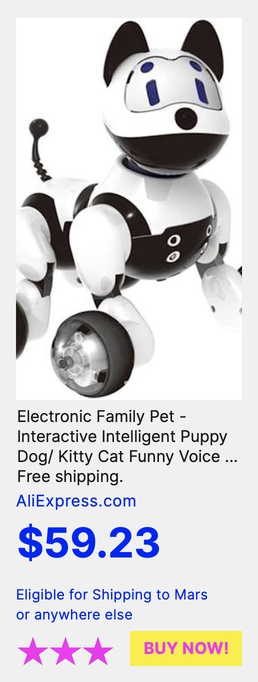 Electronic Family Pet -
Interactive Intelligent Puppy
Dog/ Kitty Cat Funny Voice ...
Free shipping.
AliExpress.com
$59.23
Eligible for Shipping to Mars
or anywhere else
BUY NOW!